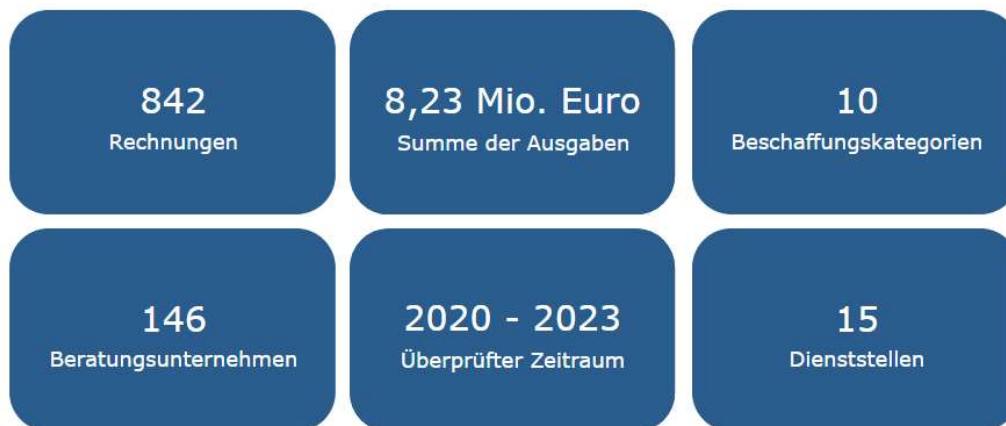 842
Rechnungen
8,23 Mio. Euro
Summe der Ausgaben
10
Beschaffungskategorien
146
Beratungsunternehmen
2020 - 2023
Überprüfter Zeitraum
15
Dienststellen